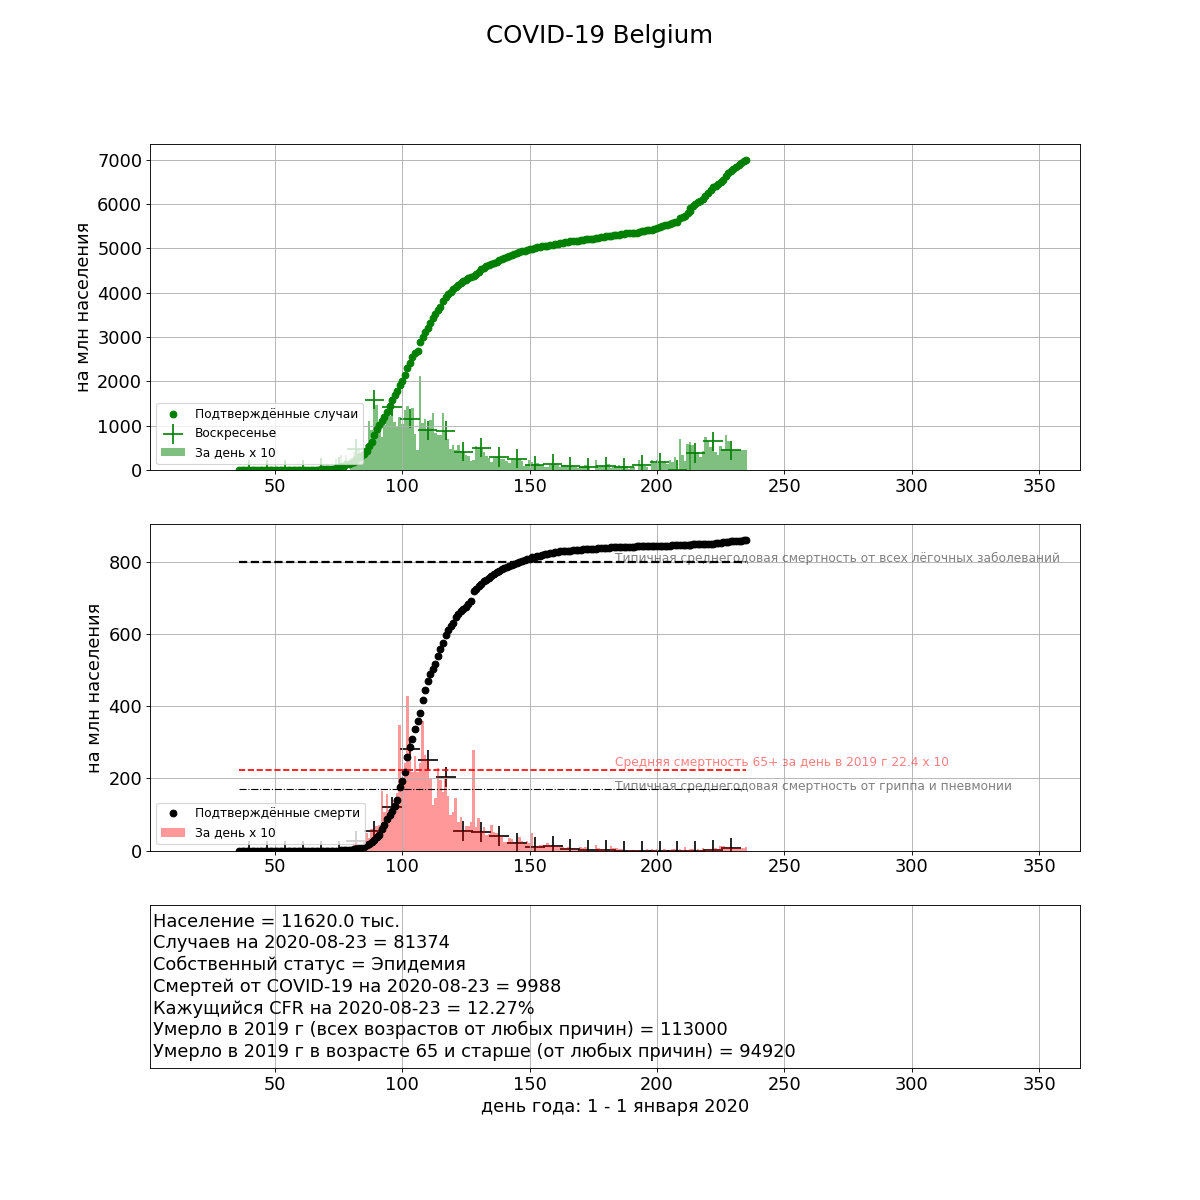 COVID-19 Belgium
7000
6000
5000
4000
3000
2000
1000
0
на млн населения
Подтверждённые случаи
Воскресенье
За день x 10
50 100 150 200 250 300 350
800
600
400
200
0
на млн населения
Типичная среднегодовая смертность от всех лёгочных заболеваний
Средняя смертность 65+ за день в 2019 г 22.4 x 10
Типичная среднегодовая смертность от гриппа и пневмонии
Подтверждённые смерти
За день x 10
50 100 150 200 250 300 350
Население = 11620.0 тыс.
Случаев на 2020-08-23 = 81374
Собственный статус = Эпидемия
Смертей от COVID-19 на 2020-08-23 = 9988
Кажущийся CFR на 2020-08-23 = 12.27%
Умерло в 2019 г (всех возрастов от любых причин) = 113000
Умерло в 2019 г в возрасте 65 и старше (от любых причин) = 94920
50 100 150 200 250 300 350
день года: 1 - 1 января 2020